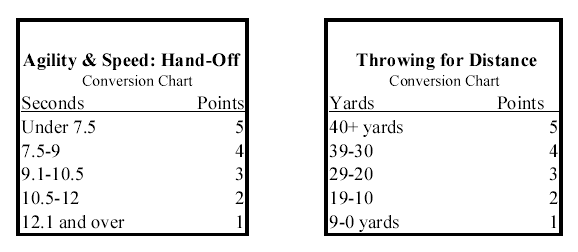 Agility & Speed: Hand-Off
Conversion Chart
Seconds Points
Under 7.5 5
7.5-9 4
9.1-10.5 3
10.5-12 2
12.1 and over 1
Throwing for Distance
Conversion Chart
Yards Points
40+ yards 5
39-30 4
29-20 3
19-10 2
9-0 yards 1